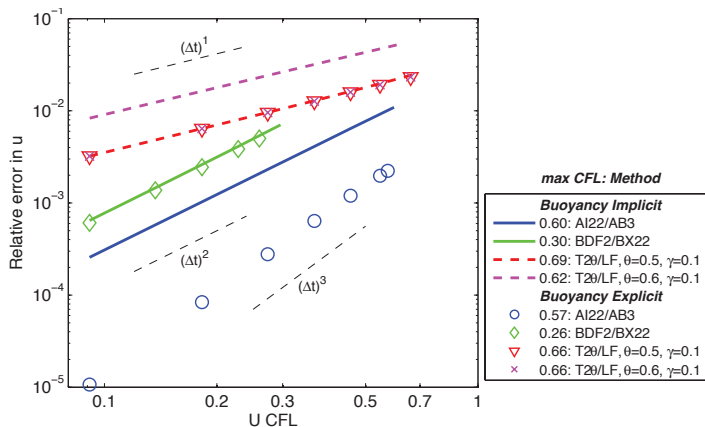 10⁻¹
10⁻²
10⁻³
10⁻⁴
10⁻⁵
Relative error in u
(Δt)¹
(Δt)²
(Δt)³
0.1
0.2
0.3
0.5
0.7
1
U CFL
max CFL: Method
Buoyancy Implicit
0.60: AI22/AB3
0.30: BDF2/BX22
0.69: T2θ/LF, θ=0.5, γ=0.1
0.62: T2θ/LF, θ=0.6, γ=0.1
Buoyancy Explicit
0.57: AI22/AB3
0.26: BDF2/BX22
0.66: T2θ/LF, θ=0.5, γ=0.1
0.66: T2θ/LF, θ=0.6, γ=0.1